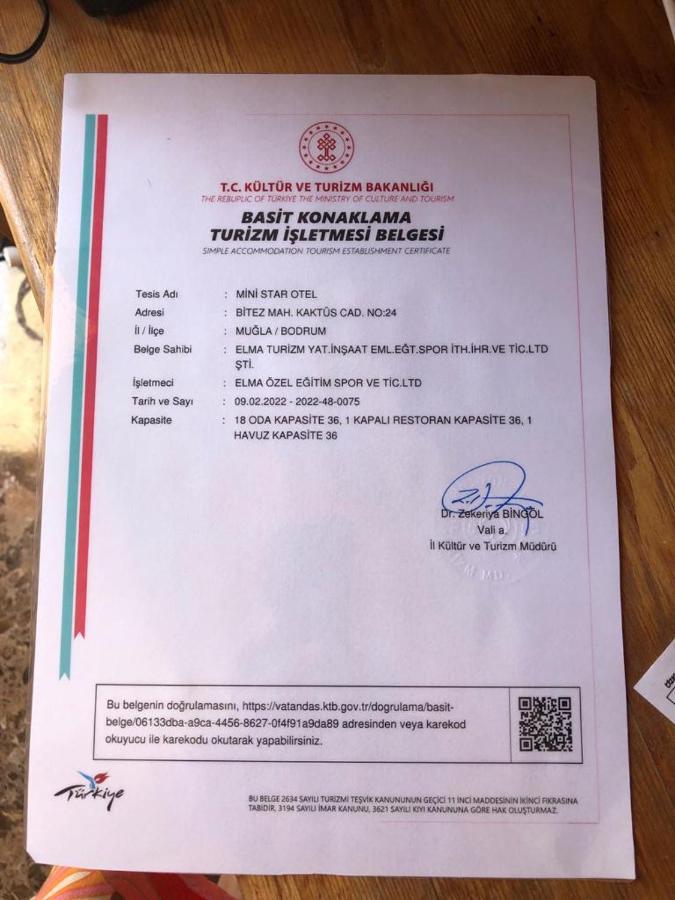 T.C. KÜLTÜR VE TURİZM BAKANLIĞI
THE REBUPLIC OF TÜRKİYE THE MINISTRY OF CULTURE AND TOURISM
BASİT KONAKLAMA
TURİZM İŞLETMESİ BELGESİ
SIMPLE ACCOMMODATION TOURISM ESTABLISHMENT CERTIFICATE
Tesis Adı : MİNİ STAR OTEL
Adresi : BİTEZ MAH. KAKTÜS CAD. NO:24
İl / İlçe : MUĞLA / BODRUM
Belge Sahibi : ELMA TURİZM YAT.İNŞAAT EML.EĞT.SPOR İTH.İHR.VE TİC.LTD
ŞTİ.
İşletmeci : ELMA ÖZEL EĞİTİM SPOR VE TİC.LTD
Tarih ve Sayı : 09.02.2022 - 2022-48-0075
Kapasite : 18 ODA KAPASİTE 36, 1 KAPALI RESTORAN KAPASİTE 36, 1
HAVUZ KAPASİTE 36
Dr. Zekeriya BİNGÖL
Vali a.
İl Kültür ve Turizm Müdürü
Bu belgenin doğrulamasını, https://vatandas.ktb.gov.tr/dogrulama/basit-
belge/06133dba-a9ca-4456-8627-0f4f91a9da89 adresinden veya karekod
okuyucu ile karekodu okutarak yapabilirsiniz.
Türkiye
BU BELGE 2634 SAYILI TURİZMİ TEŞVİK KANUNUNUN GEÇİCİ 11 İNCİ MADDESİNİN İKİNCİ FIKRASINA
TABİDİR, 3194 SAYILI İMAR KANUNU, 3621 SAYILI KIYI KANUNUNA GÖRE HAK OLUŞTURMAZ.